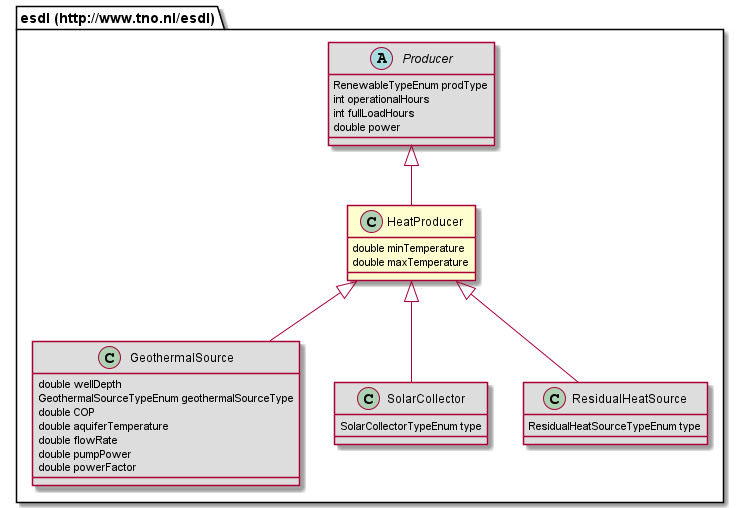 esdl (http://www.tno.nl/esdl)
A Producer
RenewableTypeEnum prodType
int operationalHours
int fullLoadHours
double power
C HeatProducer
double minTemperature
double maxTemperature
C GeothermalSource
double wellDepth
GeothermalSourceTypeEnum geothermalSourceType
double COP
double aquiferTemperature
double flowRate
double pumpPower
double powerFactor
C SolarCollector
SolarCollectorTypeEnum type
C ResidualHeatSource
ResidualHeatSourceTypeEnum type